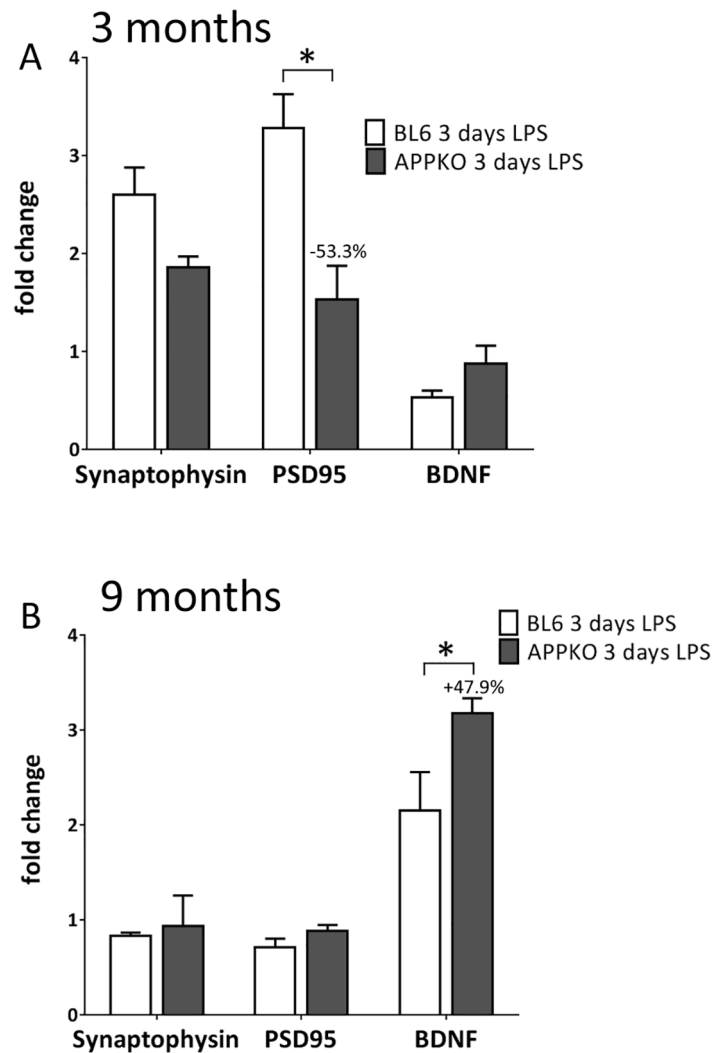 3 months
A
4
*
BL6 3 days LPS
APPKO 3 days LPS
3
fold change
2
-53.3%
1
0
Synaptophysin PSD95 BDNF
9 months
B
BL6 3 days LPS
APPKO 3 days LPS
4
*
+47.9%
3
fold change
2
1
0
Synaptophysin PSD95 BDNF